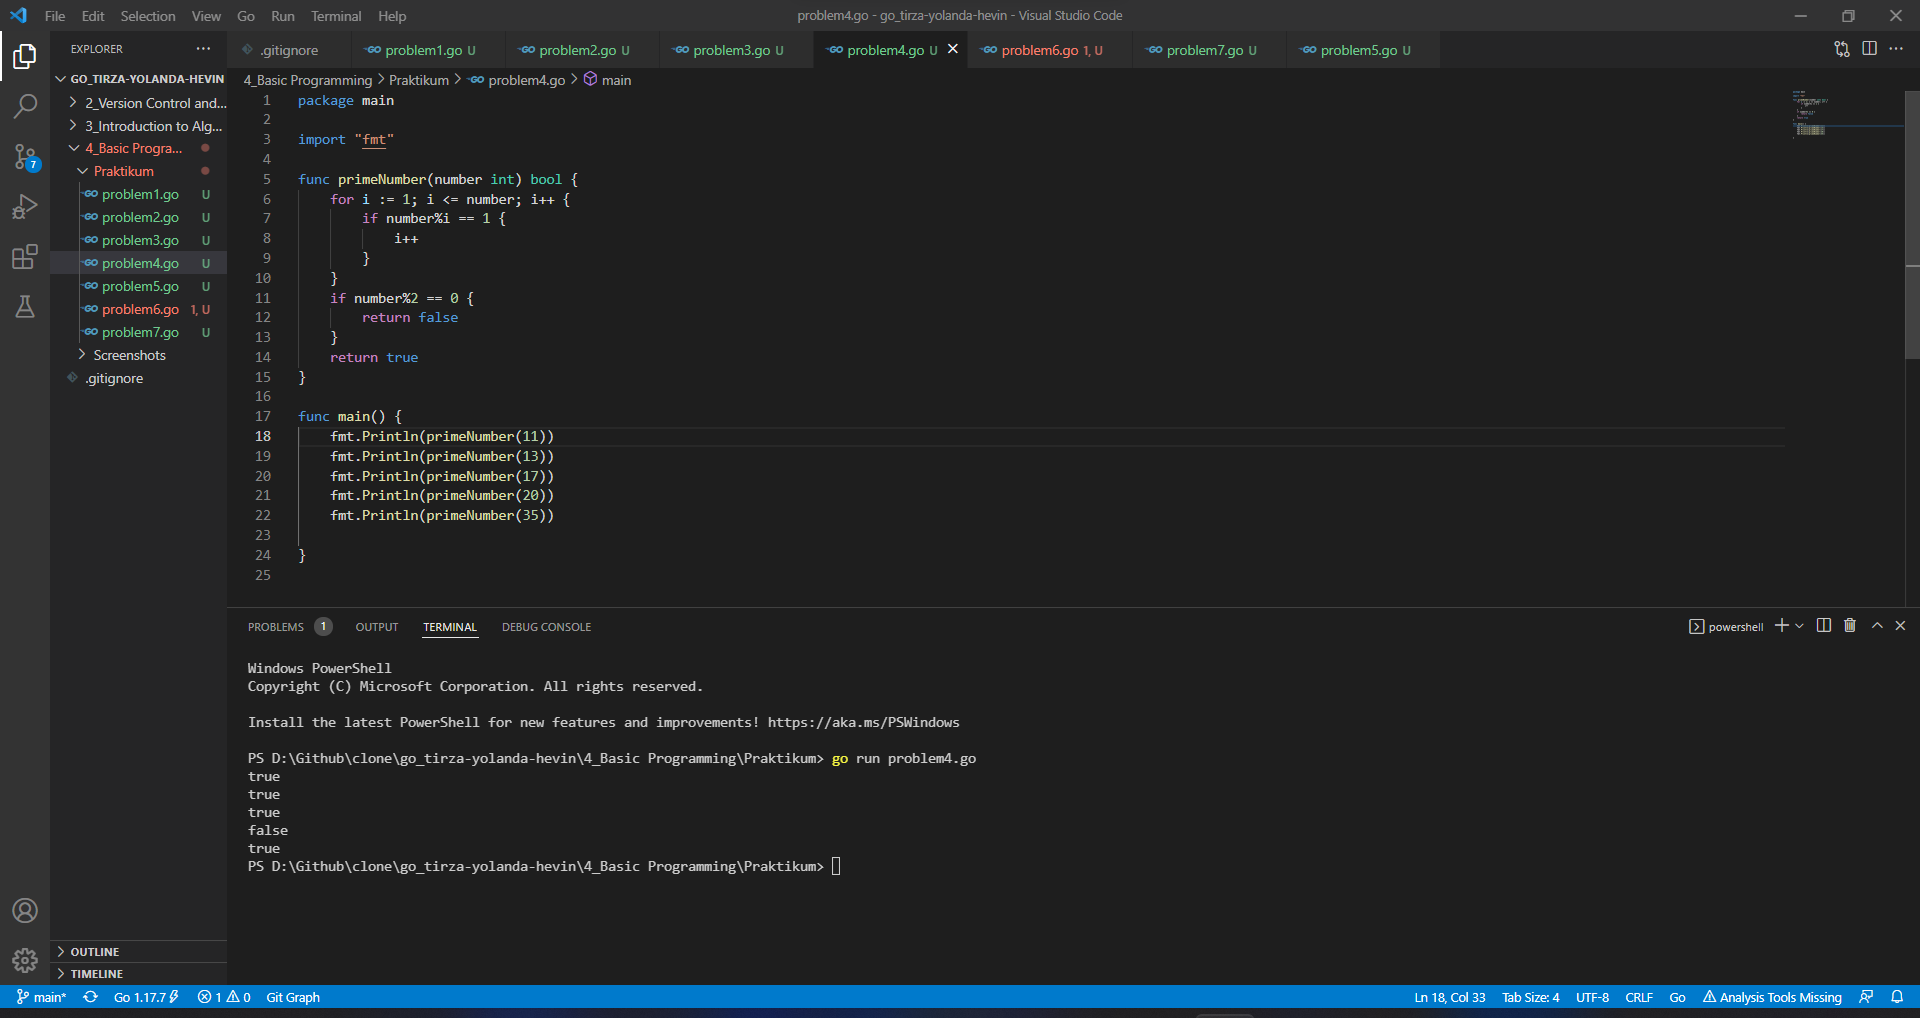 File Edit Selection View Go Run Terminal Help
problem4.go - go_tirza-yolanda-hevin - Visual Studio Code
EXPLORER
.gitignore
problem1.go U
problem2.go U
problem3.go U
problem4.go U
problem6.go 1, U
problem7.go U
problem5.go U
GO_TIRZA-YOLANDA-HEVIN
2_Version Control and...
3_Introduction to Alg...
4_Basic Progra...
Praktikum
problem1.go U
problem2.go U
problem3.go U
problem4.go U
problem5.go U
problem6.go 1, U
problem7.go U
Screenshots
.gitignore
OUTLINE
TIMELINE
7
4_Basic Programming > Praktikum > problem4.go > main
1 package main
2
3 import "fmt"
4
5 func primeNumber(number int) bool {
6 for i := 1; i <= number; i++ {
7 if number%i == 1 {
8 i++
9 }
10 }
11 if number%2 == 0 {
12 return false
13 }
14 return true
15 }
16
17 func main() {
18 fmt.Println(primeNumber(11))
19 fmt.Println(primeNumber(13))
20 fmt.Println(primeNumber(17))
21 fmt.Println(primeNumber(20))
22 fmt.Println(primeNumber(35))
23
24 }
25
PROBLEMS 1 OUTPUT TERMINAL DEBUG CONSOLE
powershell
Windows PowerShell
Copyright (C) Microsoft Corporation. All rights reserved.
Install the latest PowerShell for new features and improvements! https://aka.ms/PSWindows
PS D:\Github\clone\go_tirza-yolanda-hevin\4_Basic Programming\Praktikum> go run problem4.go
true
true
true
false
true
PS D:\Github\clone\go_tirza-yolanda-hevin\4_Basic Programming\Praktikum>
main* Go 1.17.7 1 0 Git Graph
Ln 18, Col 33 Tab Size: 4 UTF-8 CRLF Go Analysis Tools Missing